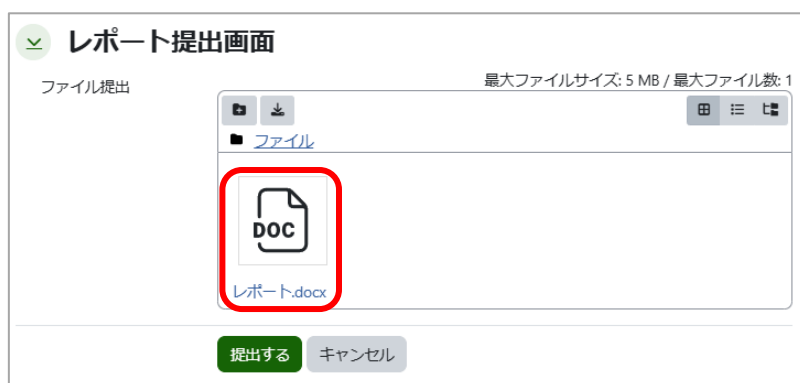 レポート提出画面
ファイル提出
最大ファイルサイズ: 5 MB / 最大ファイル数: 1
ファイル
DOC
レポート.docx
提出する キャンセル